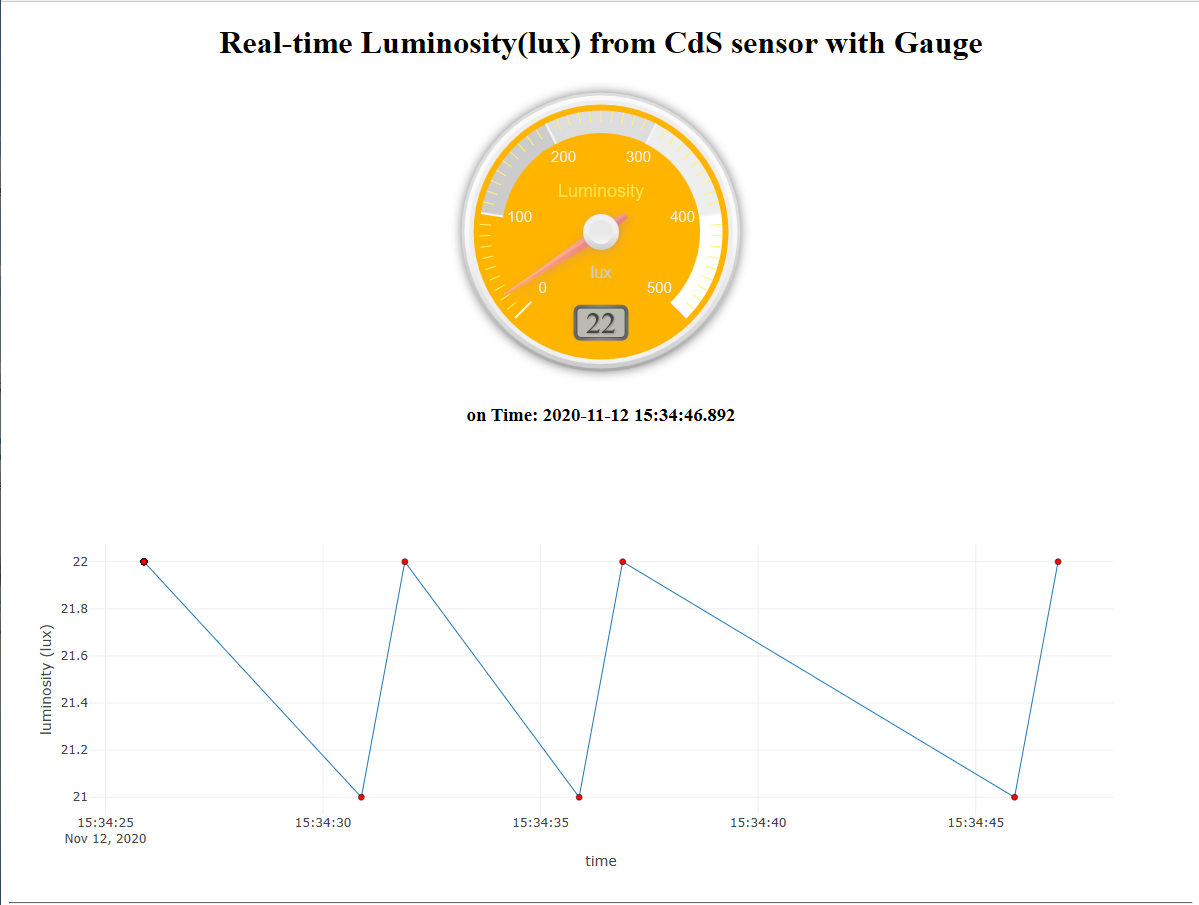 Real-time Luminosity(lux) from CdS sensor with Gauge
200 300
Luminosity
100 400
lux
0 500
22
on Time: 2020-11-12 15:34:46.892
22
21.8
21.6
21.4
21.2
21
luminosity (lux)
15:34:25 15:34:30 15:34:35 15:34:40 15:34:45
Nov 12, 2020
time